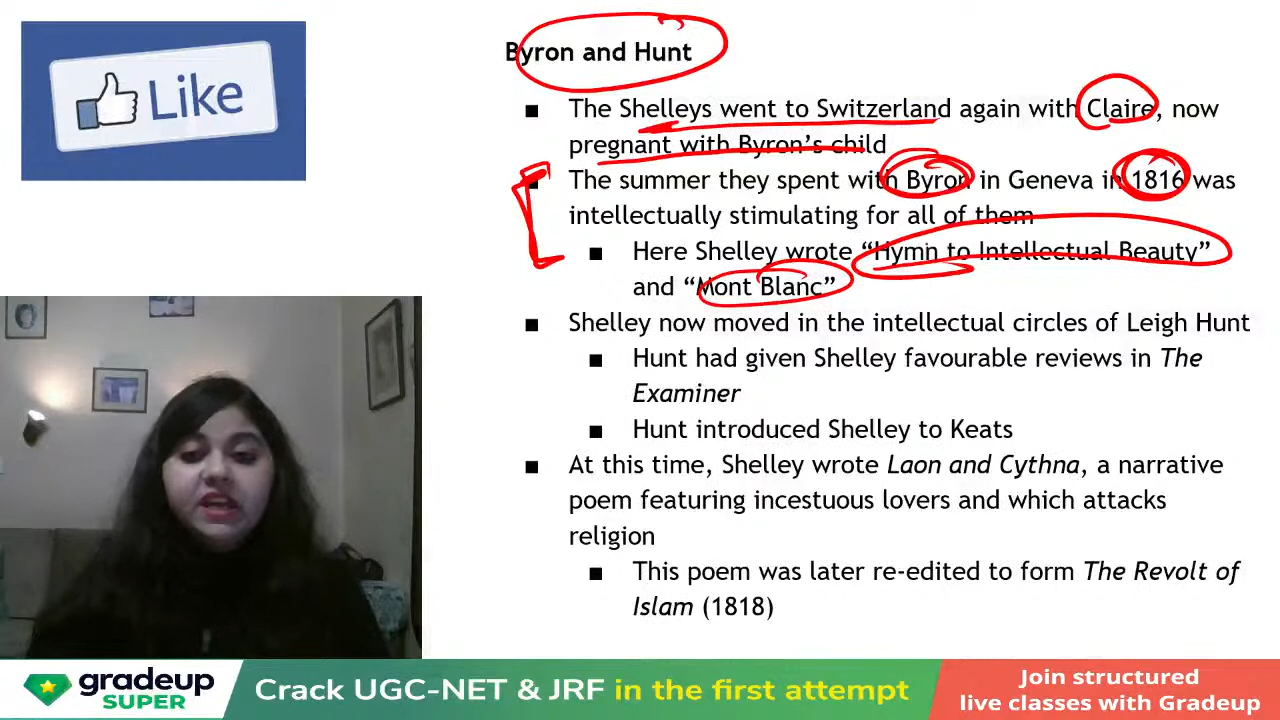 Like
Byron and Hunt
■ The Shelleys went to Switzerland again with Claire, now
pregnant with Byron's child
■ The summer they spent with Byron in Geneva in 1816 was
intellectually stimulating for all of them
■ Here Shelley wrote “Hymn to Intellectual Beauty”
and “Mont Blanc”
■ Shelley now moved in the intellectual circles of Leigh Hunt
■ Hunt had given Shelley favourable reviews in The
Examiner
■ Hunt introduced Shelley to Keats
■ At this time, Shelley wrote Laon and Cythna, a narrative
poem featuring incestuous lovers and which attacks
religion
■ This poem was later re-edited to form The Revolt of
Islam (1818)
gradeup
SUPER
Crack UGC-NET & JRF in the first attempt
Join structured
live classes with Gradeup